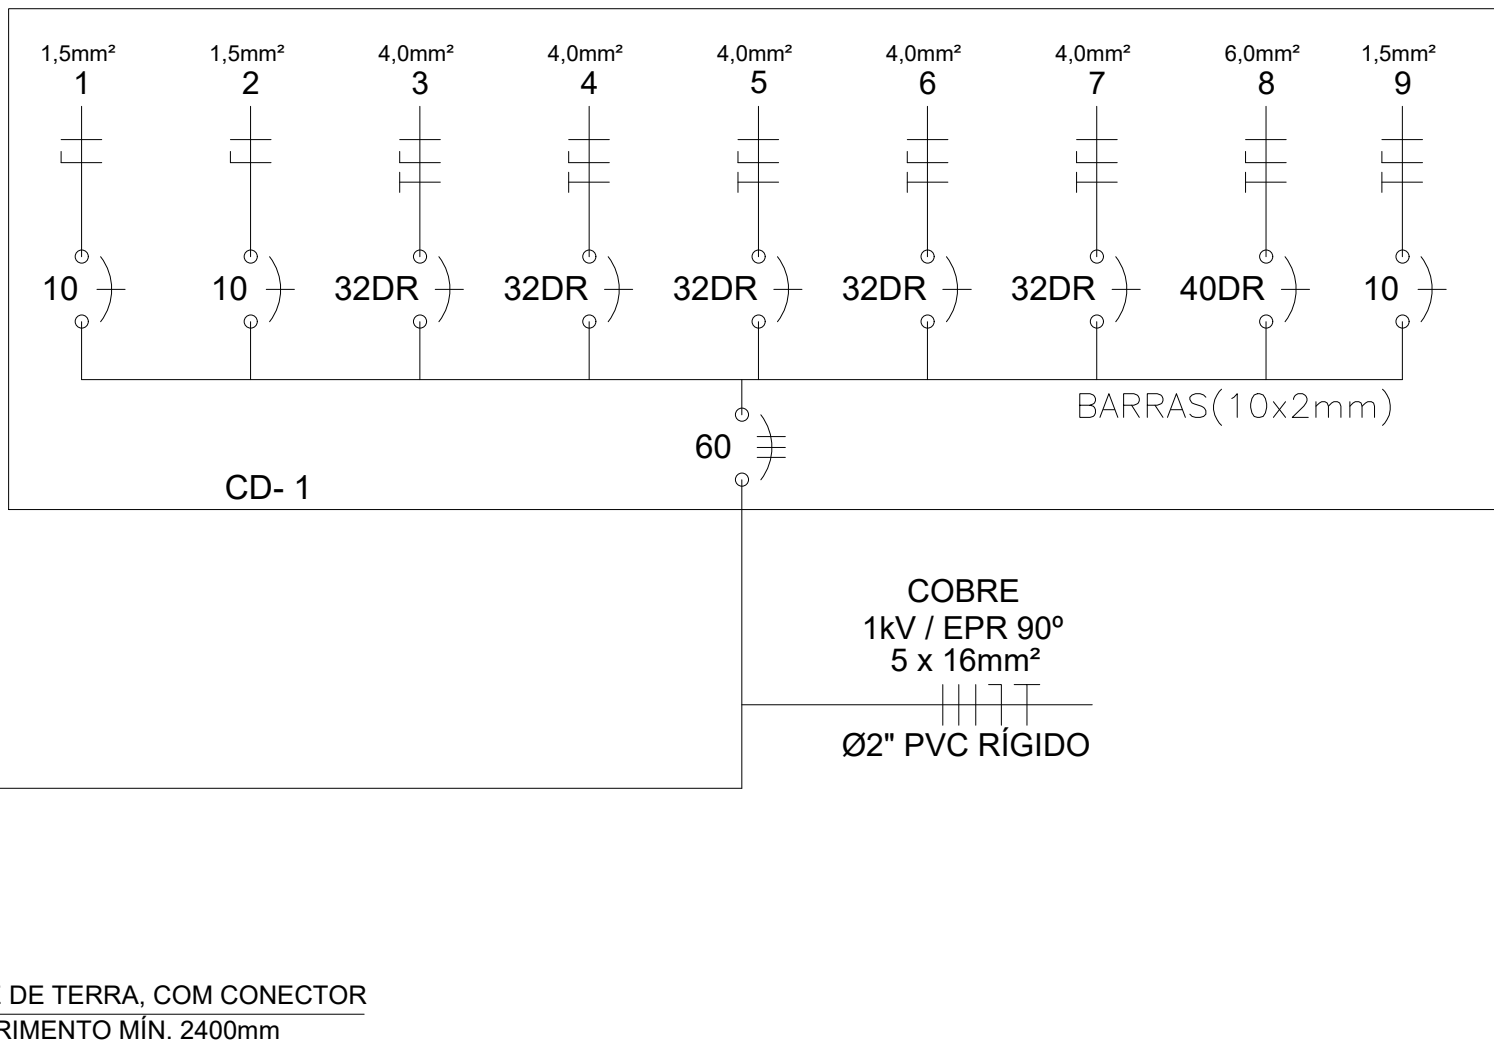 1,5mm² 1,5mm² 4,0mm² 4,0mm² 4,0mm² 4,0mm² 4,0mm² 6,0mm² 1,5mm²
1 2 3 4 5 6 7 8 9
10 10 32DR 32DR 32DR 32DR 32DR 40DR 10
BARRAS(10x2mm)
60
CD- 1
COBRE
1kV / EPR 90º
5 x 16mm²
Ø2" PVC RÍGIDO
DE TERRA, COM CONECTOR
RIMENTO MÍN. 2400mm